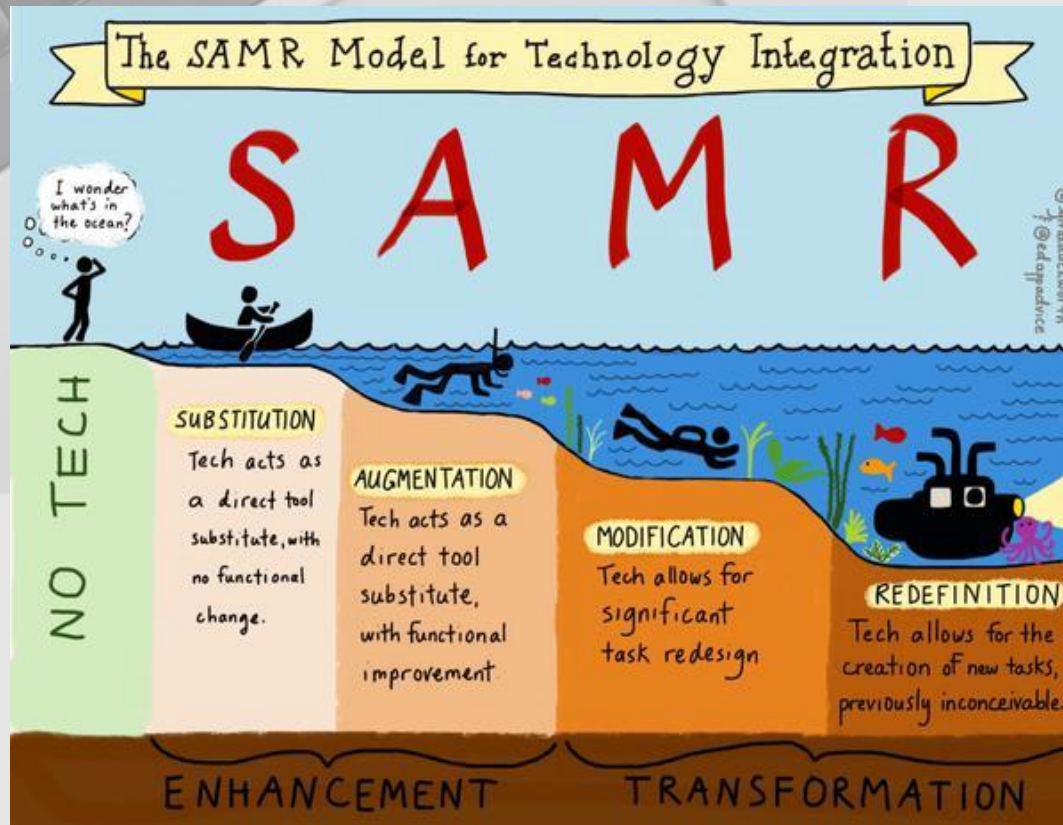 The SAMR Model for Technology Integration
S A M R
I wonder
what's in
the ocean?
@edappadvice
NO TECH
SUBSTITUTION
Tech acts as
a direct tool
substitute, with
no functional
change.
AUGMENTATION
Tech acts as a
direct tool
substitute,
with functional
improvement
MODIFICATION
Tech allows for
significant
task redesign
REDEFINITION
Tech allows for the
creation of new tasks,
previously inconceivable.
ENHANCEMENT
TRANSFORMATION